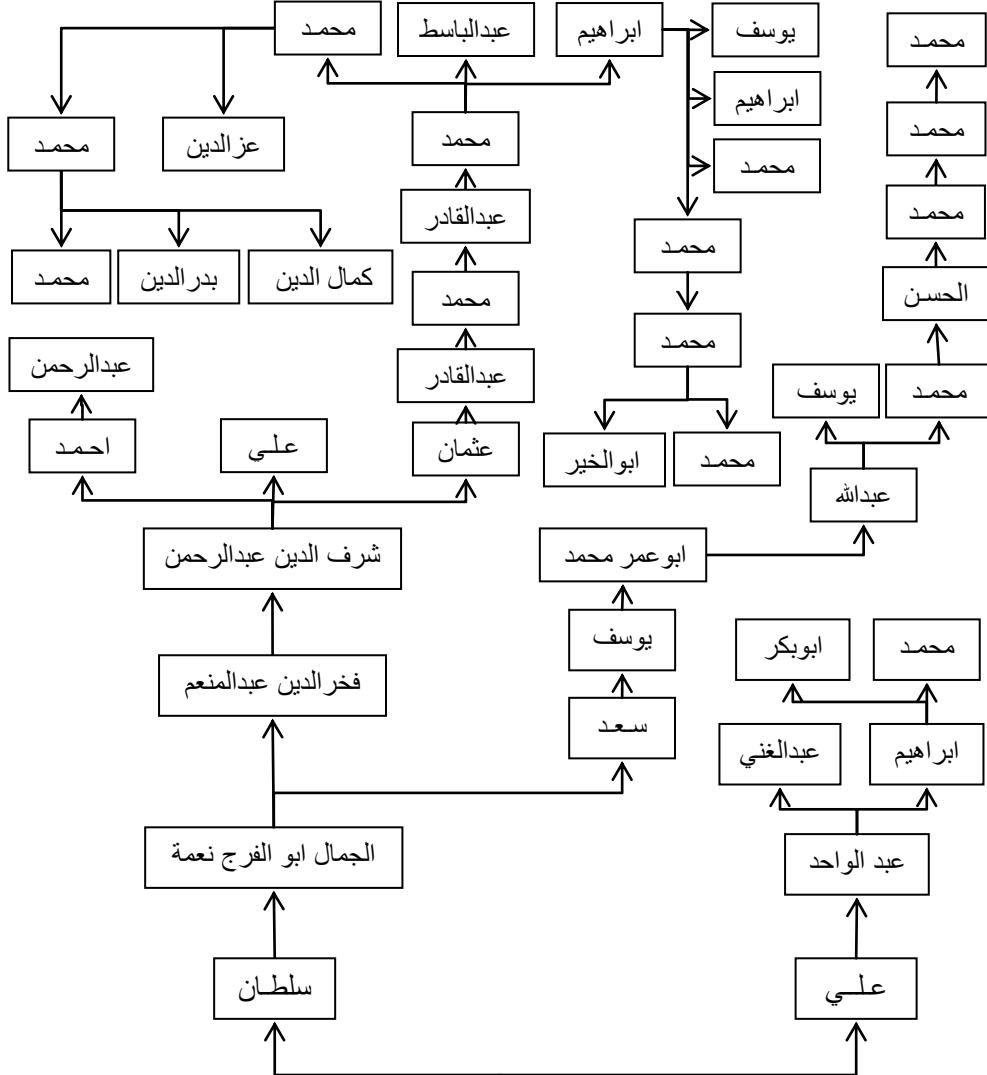 محمد
عبدالباسط
ابراهيم
يوسف
محمد
ابراهيم
محمد
عزالدين
محمد
محمد
محمد
عبدالقادر
محمد
محمد
محمد
بدرالدين
كمال الدين
محمد
الحسن
محمد
عبدالرحمن
عبدالقادر
يوسف
محمد
احمد
علي
عثمان
ابوالخير
محمد
عبدالله
شرف الدين عبدالرحمن
ابوعمر محمد
يوسف
ابوبكر
محمد
فخرالدين عبدالمنعم
سعد
عبدالغني
ابراهيم
الجمال ابو الفرج نعمة
عبد الواحد
سلطان
علي